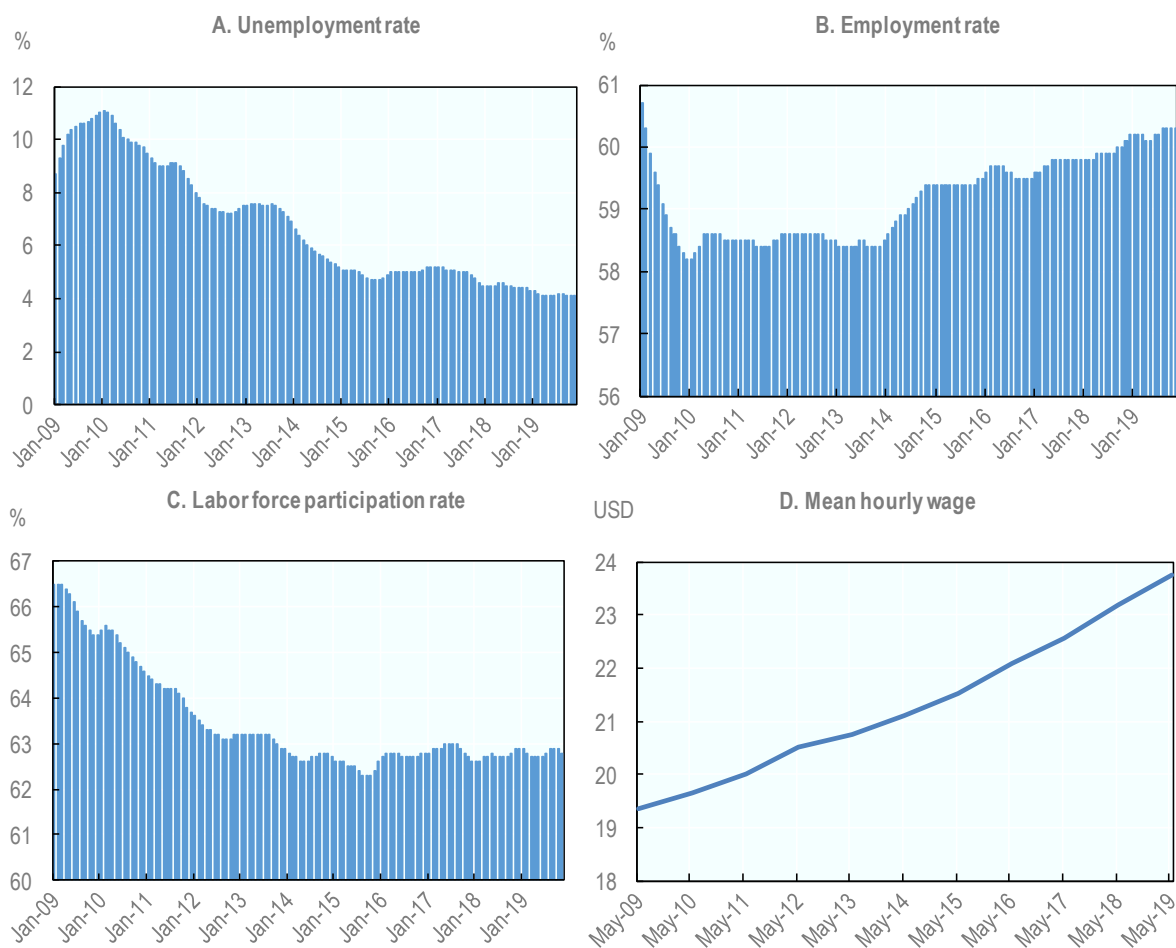 A. Unemployment rate
%
12
10
8
6
4
2
0
Jan-09
Jan-10
Jan-11
Jan-12
Jan-13
Jan-14
Jan-15
Jan-16
Jan-17
Jan-18
Jan-19
B. Employment rate
%
61
60
59
58
57
56
Jan-09
Jan-10
Jan-11
Jan-12
Jan-13
Jan-14
Jan-15
Jan-16
Jan-17
Jan-18
Jan-19
C. Labor force participation rate
%
67
66
65
64
63
62
61
60
Jan-09
Jan-10
Jan-11
Jan-12
Jan-13
Jan-14
Jan-15
Jan-16
Jan-17
Jan-18
Jan-19
D. Mean hourly wage
USD
24
23
22
21
20
19
18
May-09
May-10
May-11
May-12
May-13
May-14
May-15
May-16
May-17
May-18
May-19